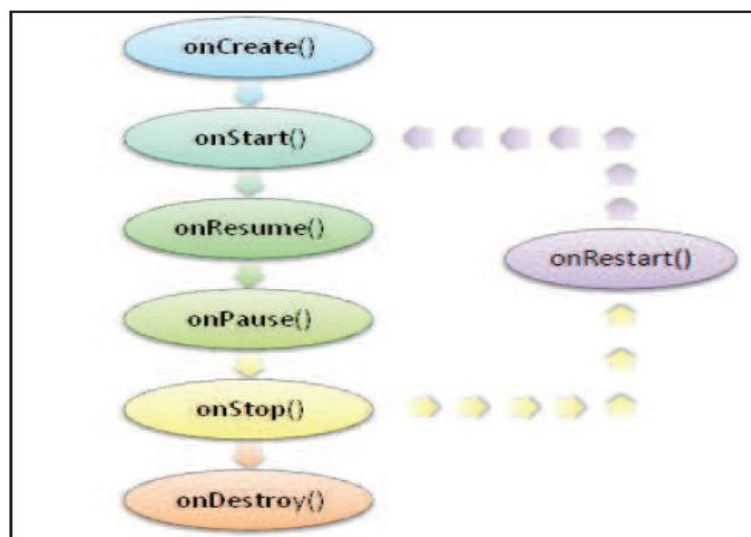 onCreate()
onStart()
onResume()
onRestart()
onPause()
onStop()
onDestroy()